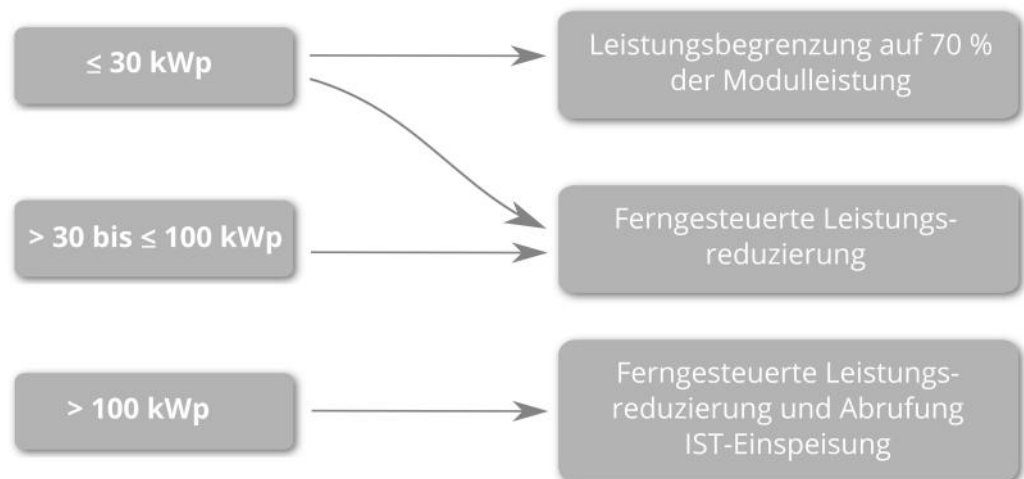 ≤ 30 kWp
Leistungsbegrenzung auf 70 %
der Modulleistung
> 30 bis ≤ 100 kWp
Ferngesteuerte Leistungs-
reduzierung
> 100 kWp
Ferngesteuerte Leistungs-
reduzierung und Abrufung
IST-Einspeisung